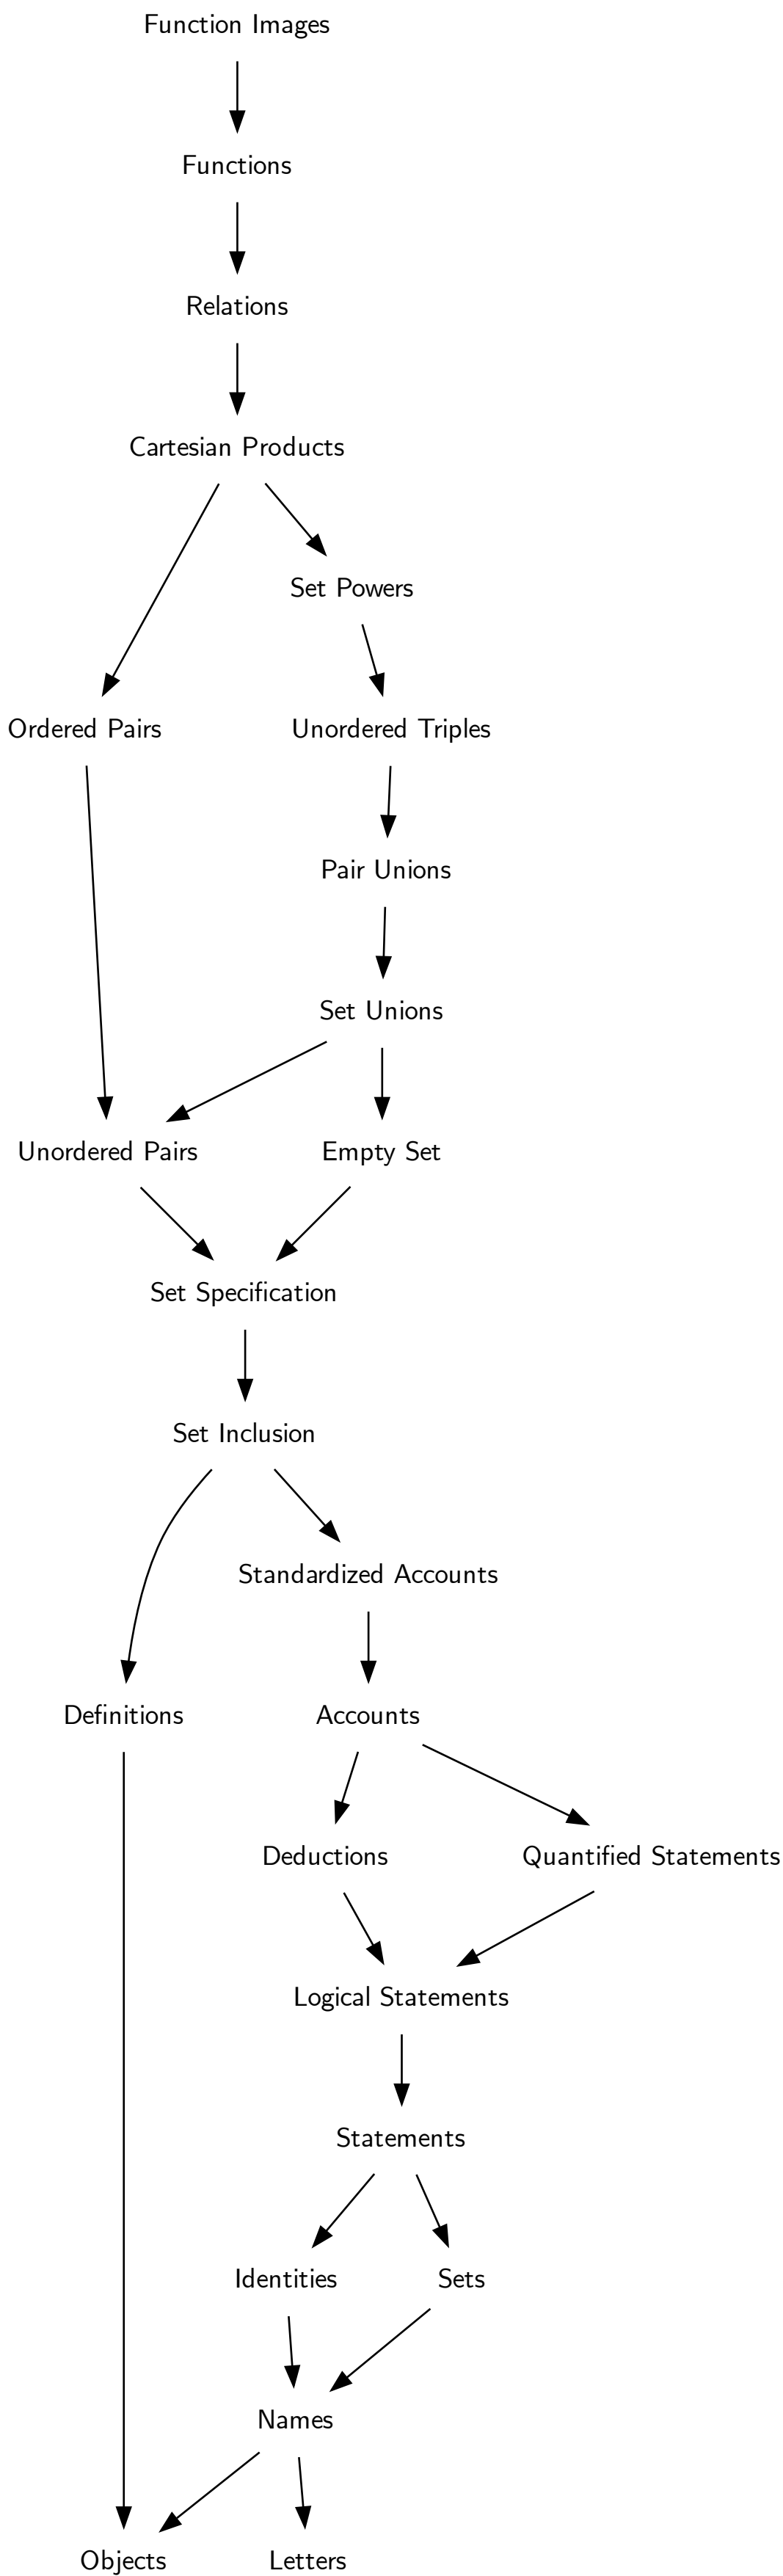 Function Images
Functions
Relations
Cartesian Products
Set Powers
Ordered Pairs
Unordered Triples
Pair Unions
Set Unions
Unordered Pairs
Empty Set
Set Specification
Set Inclusion
Standardized Accounts
Definitions
Accounts
Deductions
Quantified Statements
Logical Statements
Statements
Identities
Sets
Names
Objects
Letters